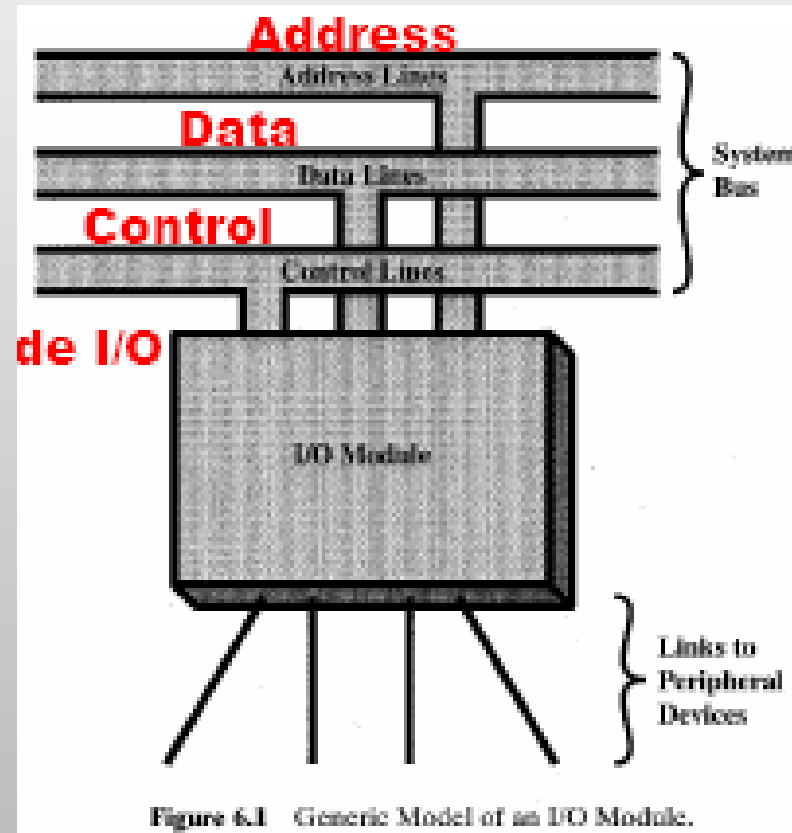 Address
Address Lines
Data
Data Lines
System
Bus
Control
Control Lines
de I/O
I/O Module
Links to
Peripheral
Devices
Figure 6.1 Generic Model of an I/O Module.